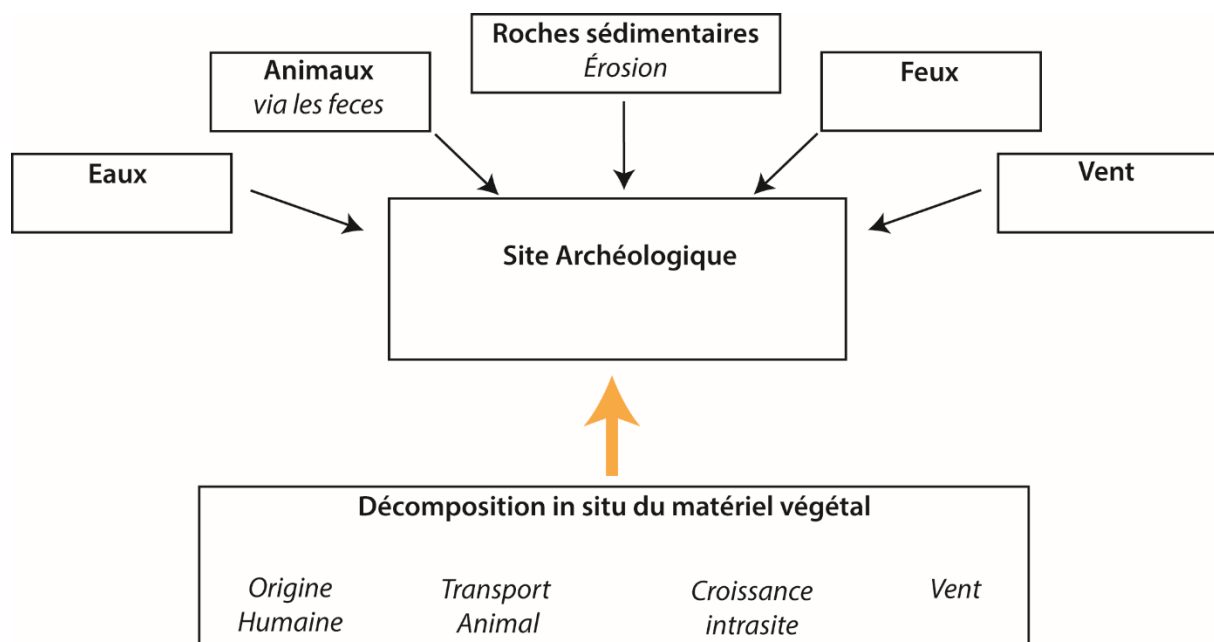 Roches sédimentaires
Érosion
Animaux
via les feces
Feux
Eaux
Vent
Site Archéologique
Décomposition in situ du matériel végétal
Origine
Humaine
Transport
Animal
Croissance
intrasite
Vent